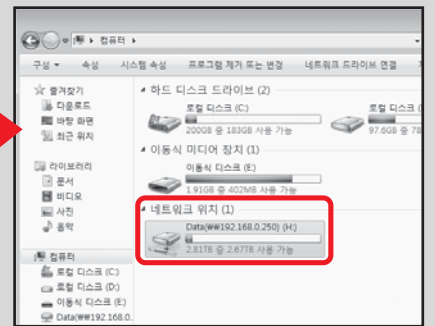 컴퓨터
구성 속성 시스템 속성 프로그램 제거 또는 변경 네트워크 드라이브 연결
즐겨찾기
다운로드
바탕 화면
최근 위치
라이브러리
문서
비디오
사진
음악
컴퓨터
로컬 디스크 (C:)
로컬 디스크 (D:)
이동식 디스크 (E:)
Data(₩₩192.168.0.
하드 디스크 드라이브 (2)
로컬 디스크 (C:)
200GB 중 183GB 사용 가능
로컬 디스크 (
97.6GB 중 78
이동식 미디어 장치 (1)
이동식 디스크 (E:)
1.91GB 중 402MB 사용 가능
네트워크 위치 (1)
Data(₩₩192.168.0.250) (H:)
2.81TB 중 2.67TB 사용 가능